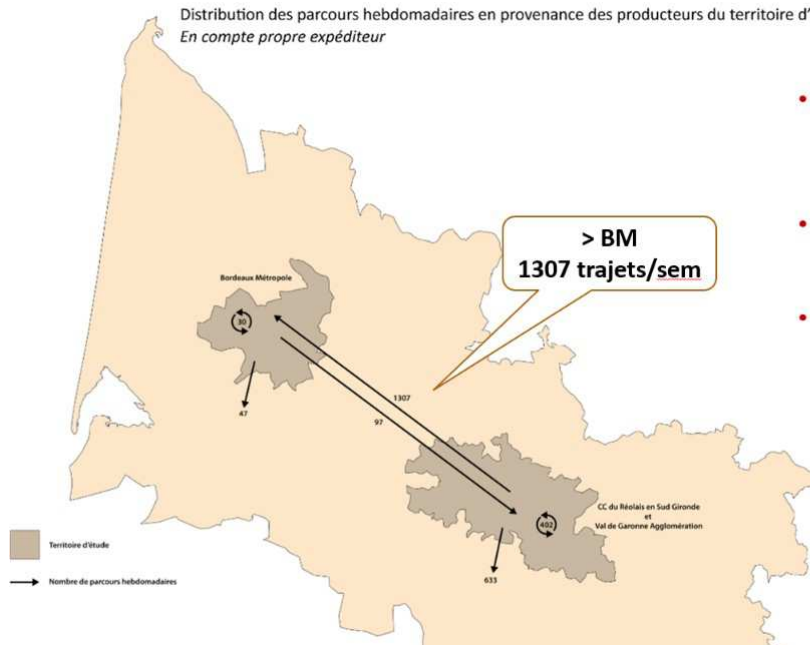 Distribution des parcours hebdomadaires en provenance des producteurs du territoire d'
En compte propre expéditeur
> BM
1307 trajets/sem
Bordeaux Métropole
30
47
1307
97
CC du Réolais en Sud Gironde
et
Val de Garonne Agglomération
402
633
Territoire d'étude
Nombre de parcours hebdomadaires